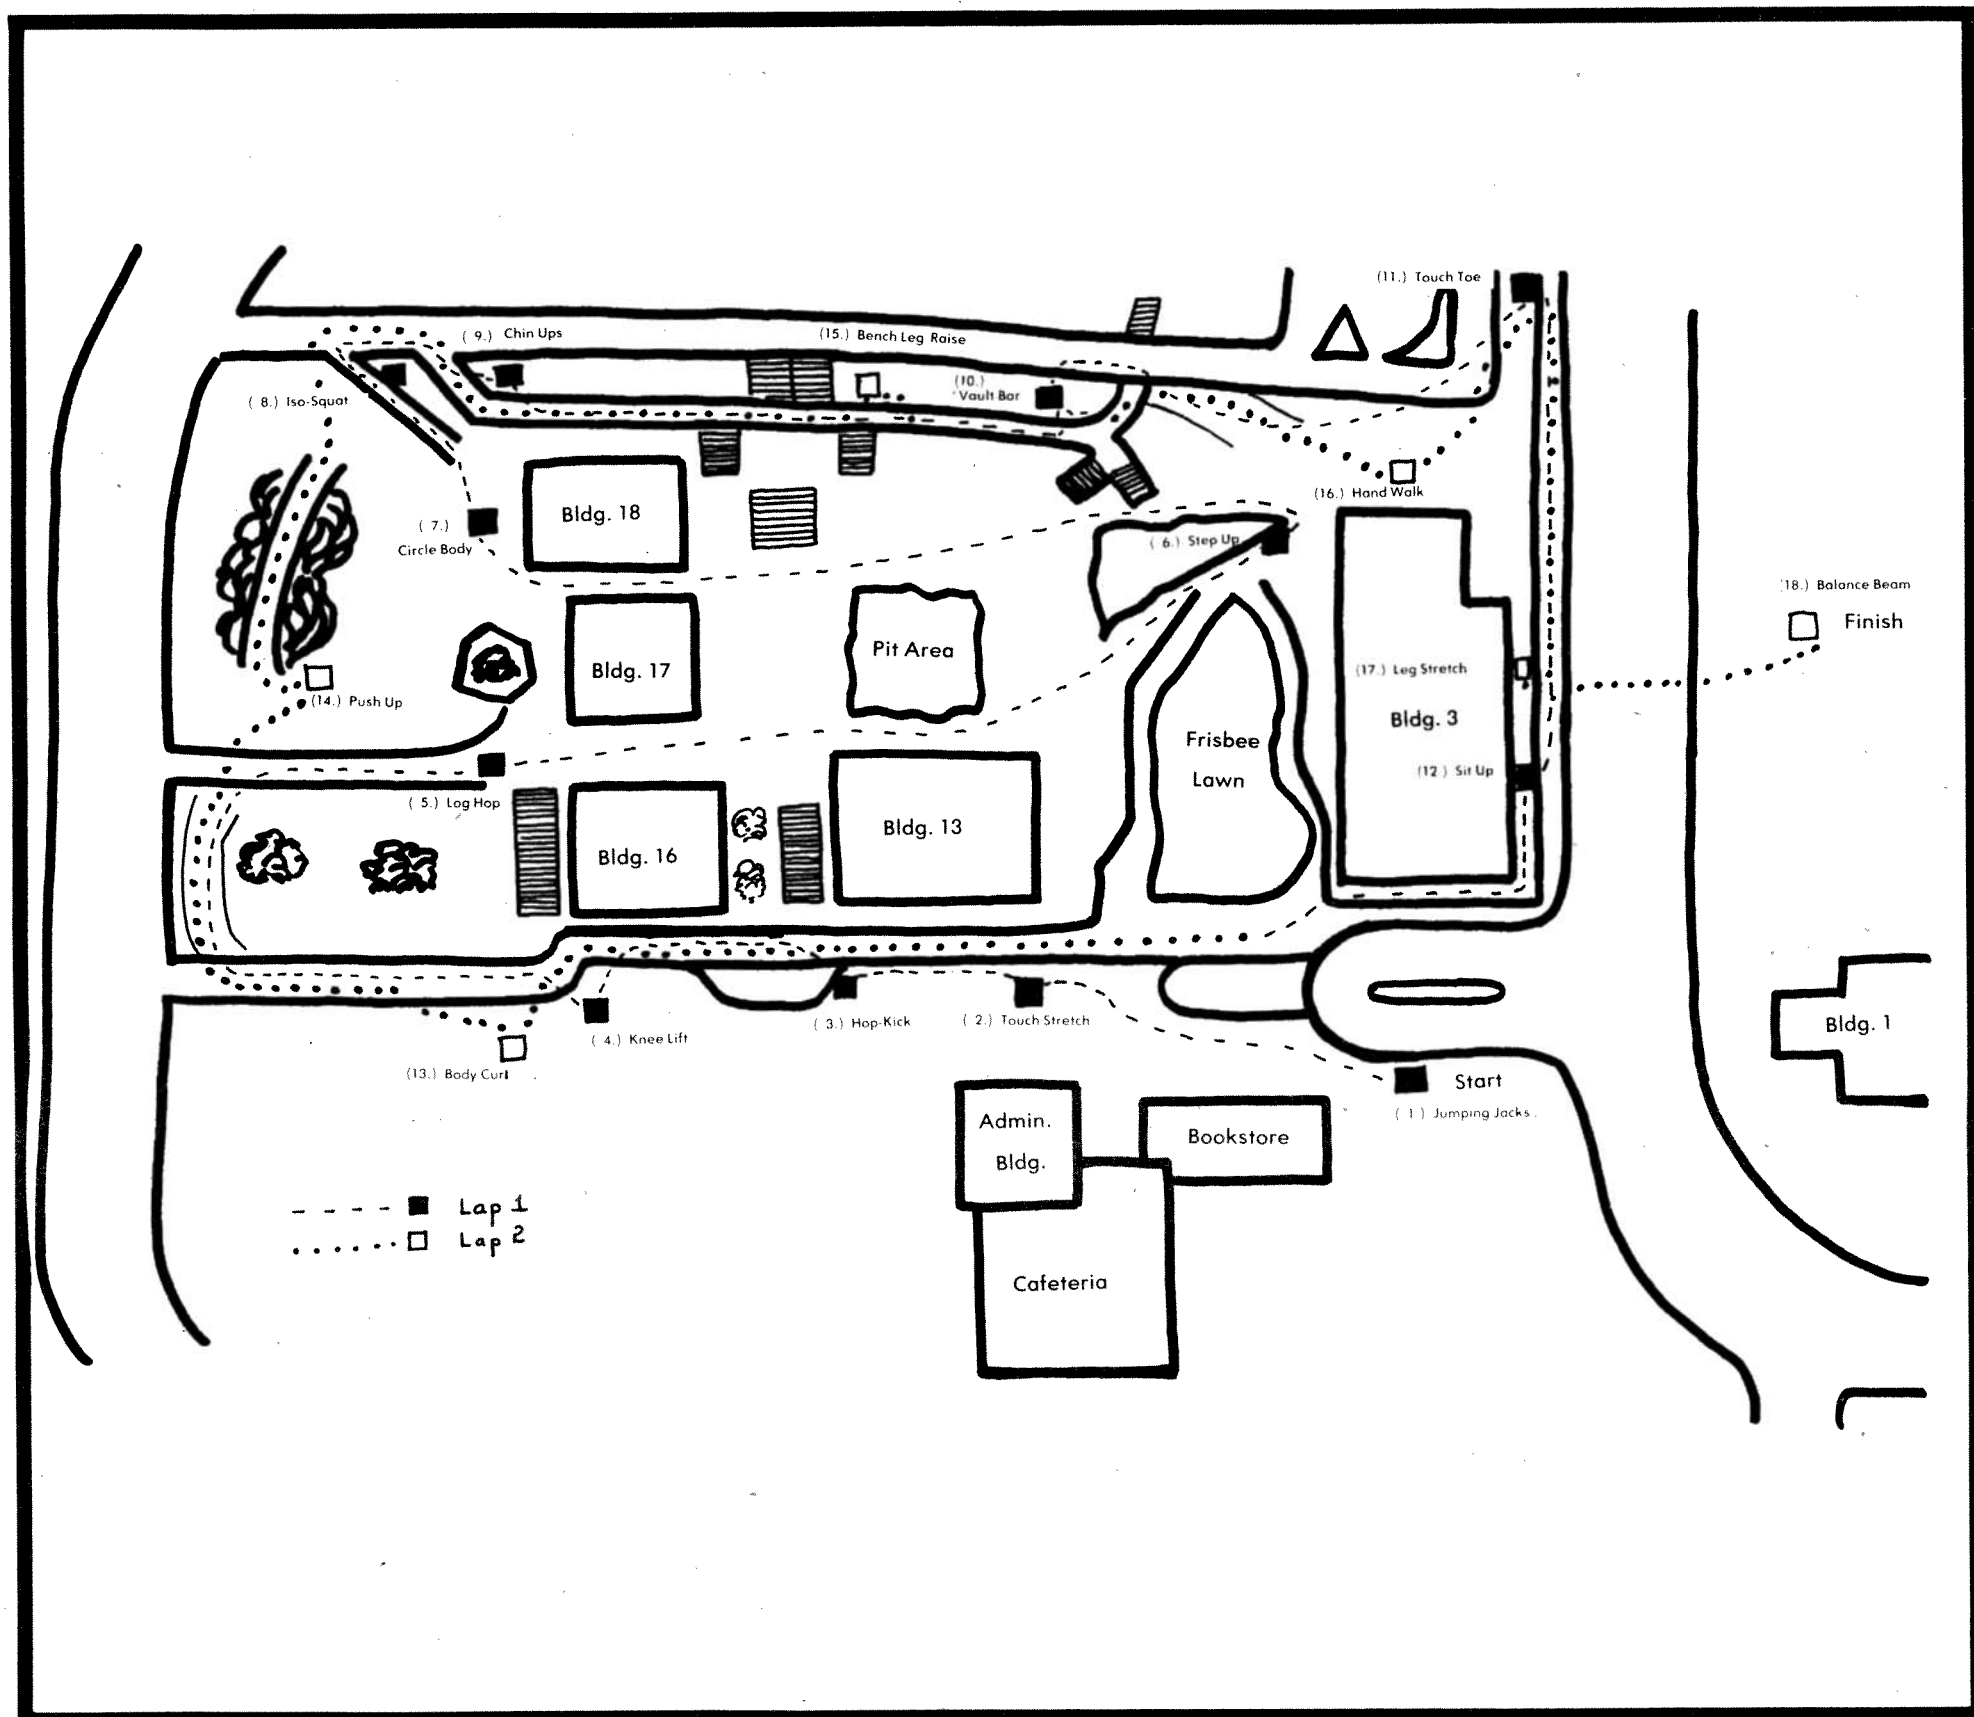 (11.) Touch Toe
(9.) Chin Ups
(15.) Bench Leg Raise
(10.)
Vault Bar
(8.) Iso-Squat
(16.) Hand Walk
Bldg. 18
(7.)
Circle Body
(6.) Step Up
(18.) Balance Beam
Finish
Pit Area
Bldg. 17
(17.) Leg Stretch
(14.) Push Up
Bldg. 3
Frisbee
Lawn
(12.) Sit Up
(5.) Log Hop
Bldg. 13
Bldg. 16
(3.) Hop-Kick
(2.) Touch Stretch
Bldg. 1
(4.) Knee Lift
(13.) Body Curl
Start
(1.) Jumping Jacks.
Admin.
Bldg.
Bookstore
Lap 1
Lap 2
Cafeteria